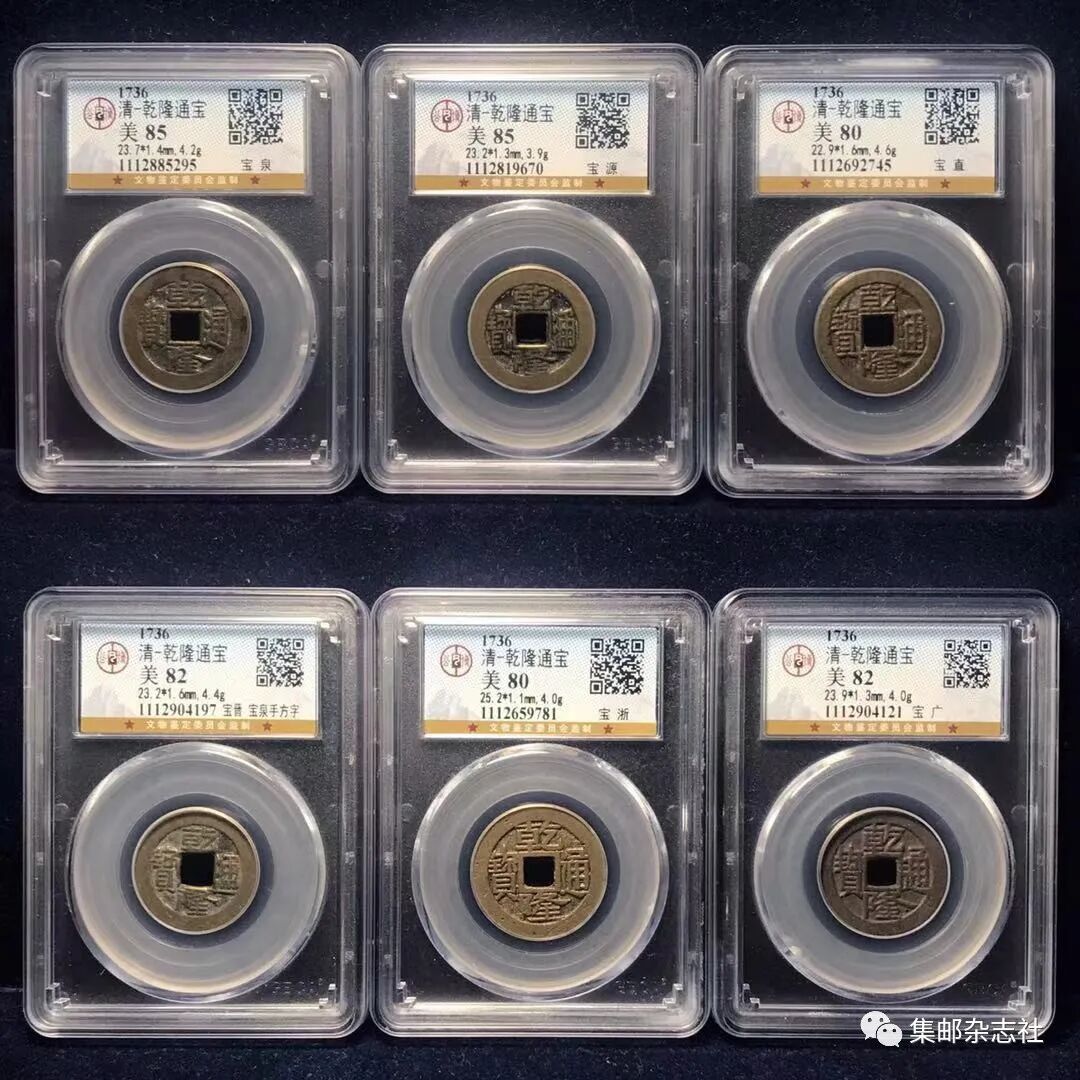 1736
清-乾隆通宝
美 85
23.7*1.4mm,4.2g
1112885295 宝 泉
★ 文物鉴定委员会监制 ★
乾隆通寶
1736
清-乾隆通宝
美 85
23.2*1.3mm,3.9g
1112819670 宝 源
★ 文物鉴定委员会监制 ★
乾隆通寶
1736
清-乾隆通宝
美 80
22.9*1.6mm,4.6g
1112692745 宝 直
★ 文物鉴定委员会监制 ★
乾隆通寶
1736
清-乾隆通宝
美 82
23.2*1.6mm,4.4g
1112904197 宝晋 宝泉手方字
★ 文物鉴定委员会监制 ★
乾隆通寶
1736
清-乾隆通宝
美 80
25.2*1.1mm,4.0g
1112659781 宝 浙
★ 文物鉴定委员会监制 ★
乾隆通寶
1736
清-乾隆通宝
美 82
23.9*1.3mm,4.0g
1112904121 宝 广
★ 文物鉴定委员会监制 ★
乾隆通寶
集邮杂志社